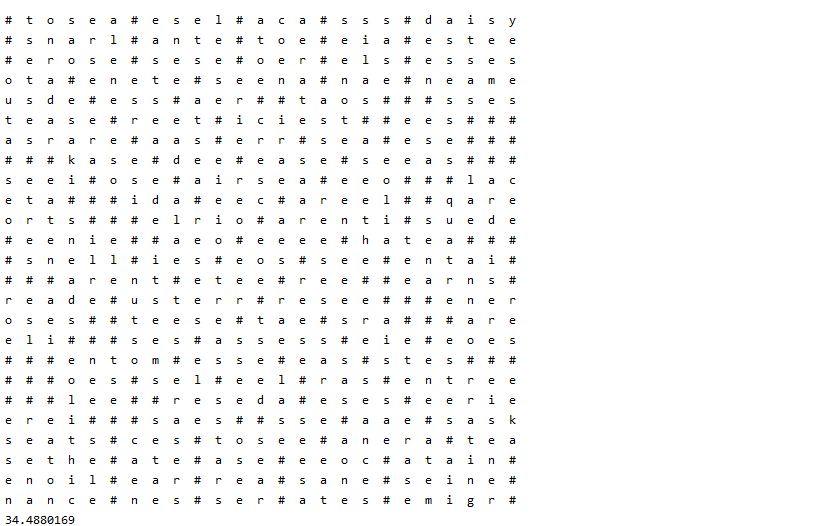 # t o s e a # e s e l # a c a # s s s # d a i s y
# s n a r l # a n t e # t o e # e i a # e s t e e
# e r o s e # s e s e # o e r # e l s # e s s e s
o t a # e n e t e # s e e n a # n a e # n e a m e
u s d e # e s s # a e r # # t a o s # # # s s e s
t e a s e # r e e t # i c i e s t # # e e s # # #
a s r a r e # a a s # e r r # s e a # e s e # # #
# # # k a s e # d e e # e a s e # s e e a s # # #
s e e i # o s e # a i r s e a # e e o # # # l a c
e t a # # # i d a # e e c # a r e e l # # q a r e
o r t s # # # e l r i o # a r e n t i # s u e d e
# e e n i e # # a e o # e e e e # h a t e a # # #
# s n e l l # i e s # e o s # s e e # e n t a i #
# # # a r e n t # e t e e # r e e # # e a r n s #
r e a d e # u s t e r r # r e s e e # # # e n e r
o s e s # # t e e s e # t a e # s r a # # # a r e
e l i # # # s e s # a s s e s s # e i e # e o e s
# # # e n t o m # e s s e # e a s # s t e s # # #
# # # o e s # s e l # e e l # r a s # e n t r e e
# # # l e e # # r e s e d a # e s e s # e e r i e
e r e i # # # s a e s # # s s e # a a e # s a s k
s e a t s # c e s # t o s e e # a n e r a # t e a
s e t h e # a t e # a s e # e e o c # a t a i n #
e n o i l # e a r # r e a # s a n e # s e i n e #
n a n c e # n e s # s e r # a t e s # e m i g r #
34.4880169